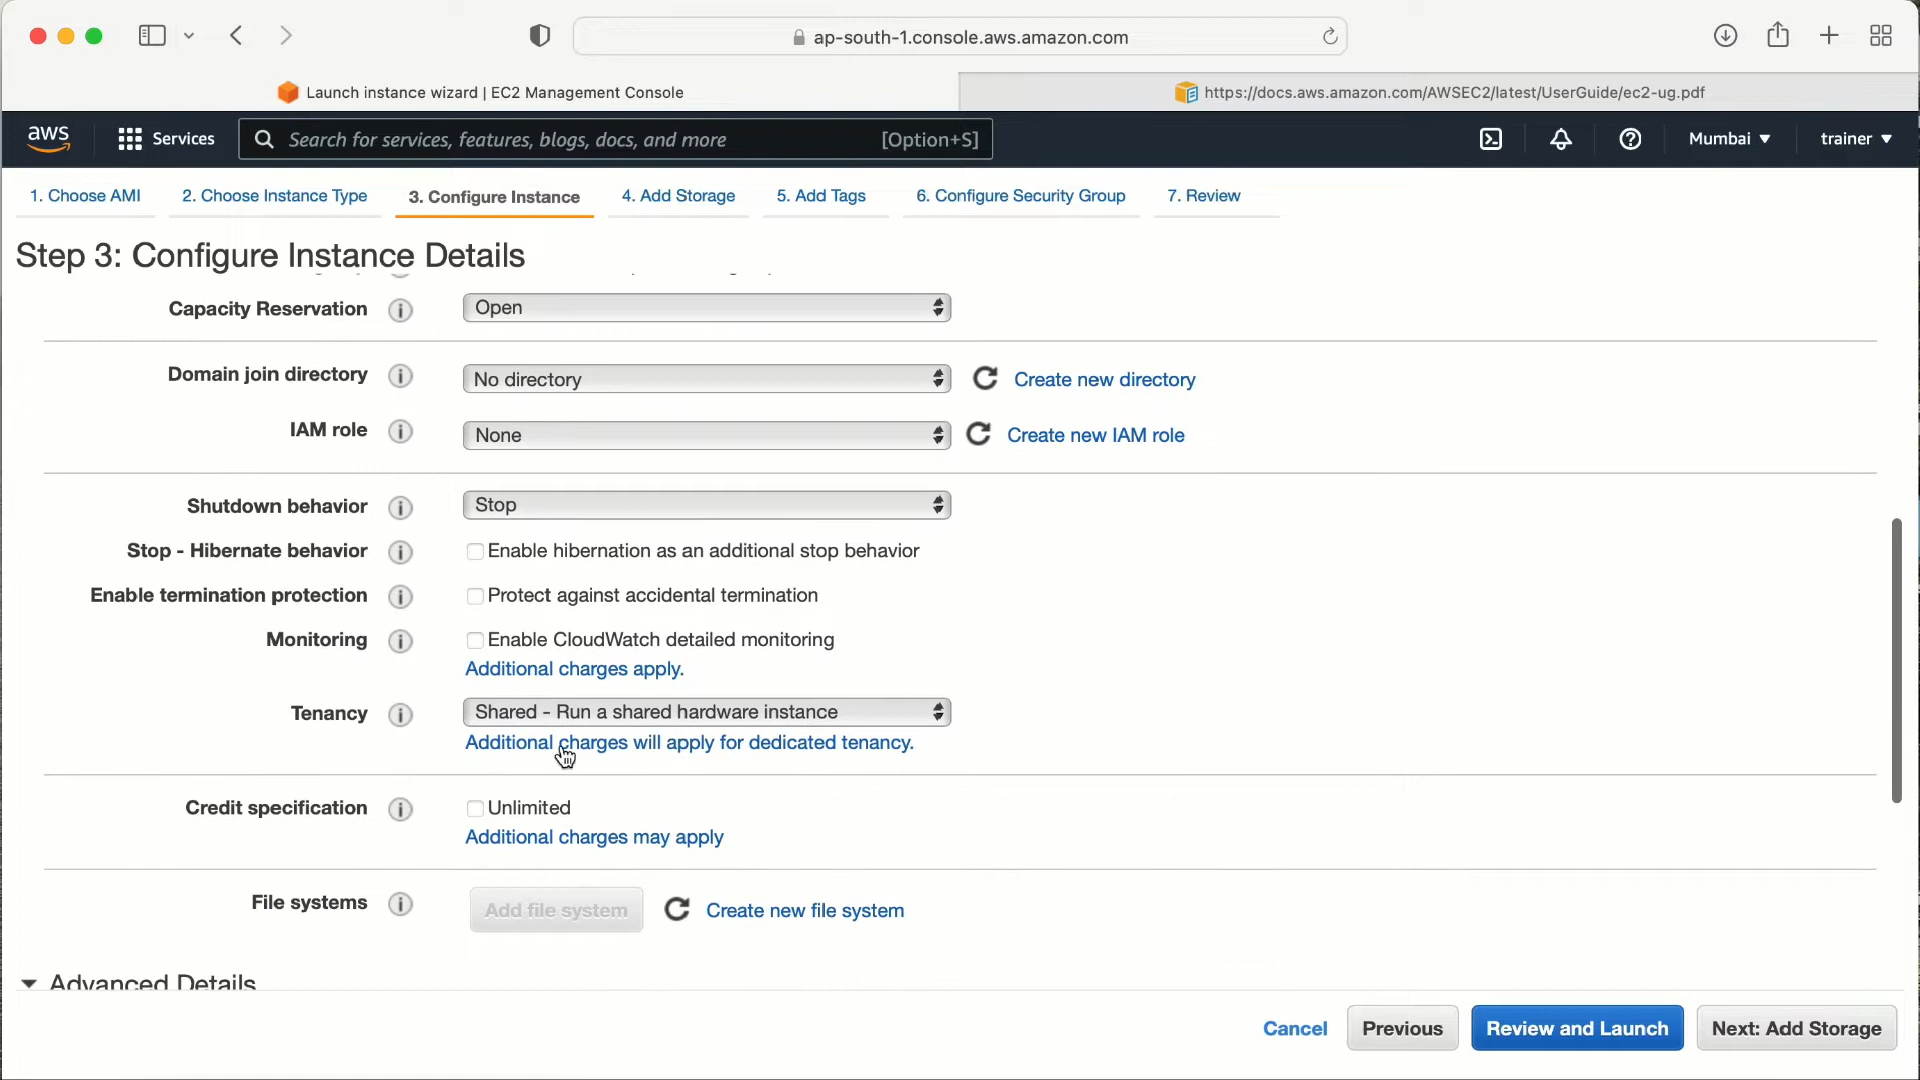 ap-south-1.console.aws.amazon.com
Launch instance wizard | EC2 Management Console
https://docs.aws.amazon.com/AWSEC2/latest/UserGuide/ec2-ug.pdf
aws
Services
Search for services, features, blogs, docs, and more
[Option+S]
Mumbai
trainer
1. Choose AMI
2. Choose Instance Type
3. Configure Instance
4. Add Storage
5. Add Tags
6. Configure Security Group
7. Review
Step 3: Configure Instance Details
Capacity Reservation
Open
Domain join directory
No directory
Create new directory
IAM role
None
Create new IAM role
Shutdown behavior
Stop
Stop - Hibernate behavior
Enable hibernation as an additional stop behavior
Enable termination protection
Protect against accidental termination
Monitoring
Enable CloudWatch detailed monitoring
Additional charges apply.
Tenancy
Shared - Run a shared hardware instance
Additional charges will apply for dedicated tenancy.
Credit specification
Unlimited
Additional charges may apply
File systems
Add file system
Create new file system
Advanced Details
Cancel
Previous
Review and Launch
Next: Add Storage